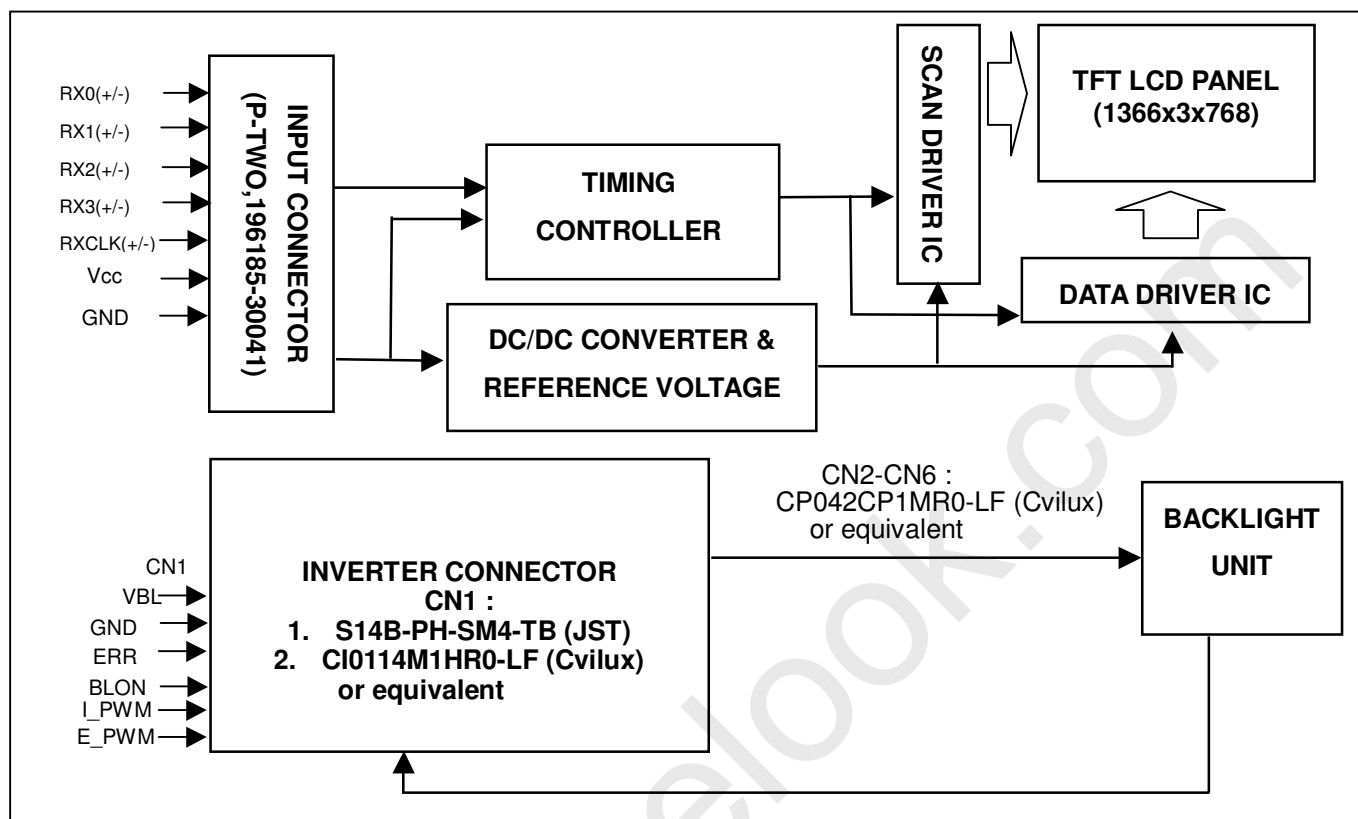 RX0(+/-)
RX1(+/-)
RX2(+/-)
RX3(+/-)
RXCLK(+/-)
Vcc
GND
INPUT CONNECTOR
(P-TWO,196185-30041)
TIMING
CONTROLLER
DC/DC CONVERTER &
REFERENCE VOLTAGE
SCAN DRIVER IC
TFT LCD PANEL
(1366x3x768)
DATA DRIVER IC
CN1
VBL
GND
ERR
BLON
I_PWM
E_PWM
INVERTER CONNECTOR
CN1 :
1. S14B-PH-SM4-TB (JST)
2. CI0114M1HR0-LF (Cvilux)
or equivalent
CN2-CN6 :
CP042CP1MR0-LF (Cvilux)
or equivalent
BACKLIGHT
UNIT
elook.com